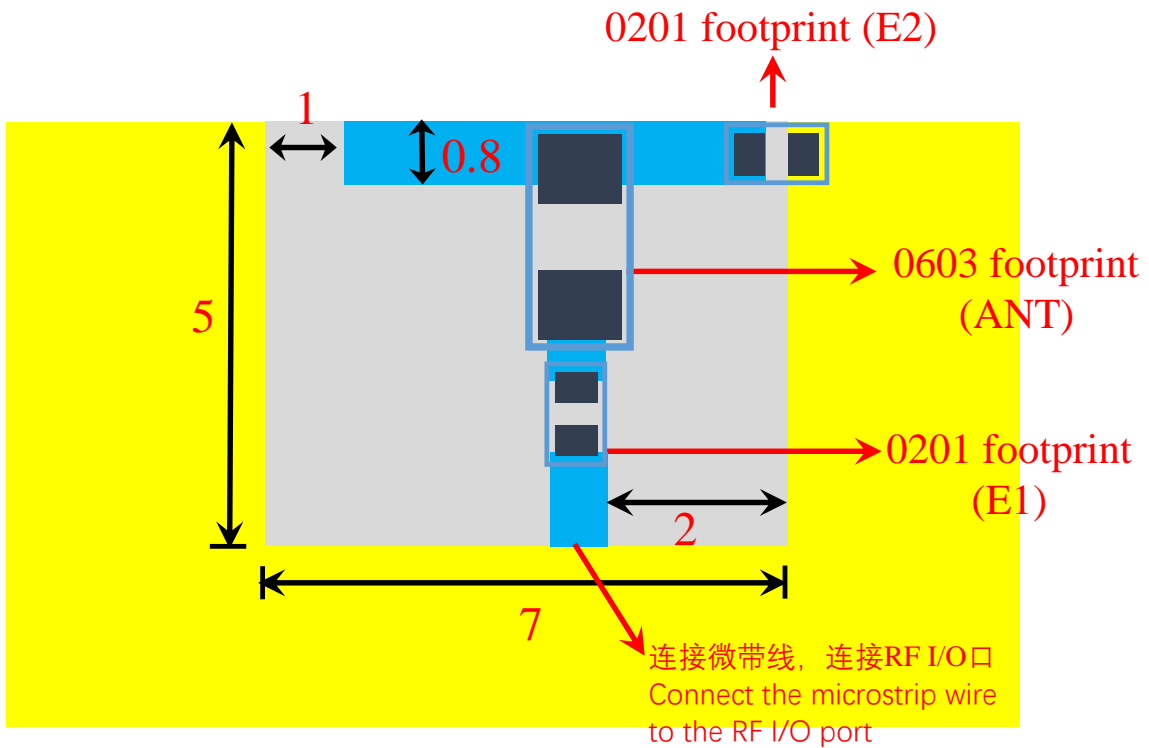 0201 footprint (E2)
1
0.8
0603 footprint
(ANT)
5
0201 footprint
(E1)
2
7
连接微带线，连接RF I/O口
Connect the microstrip wire
to the RF I/O port